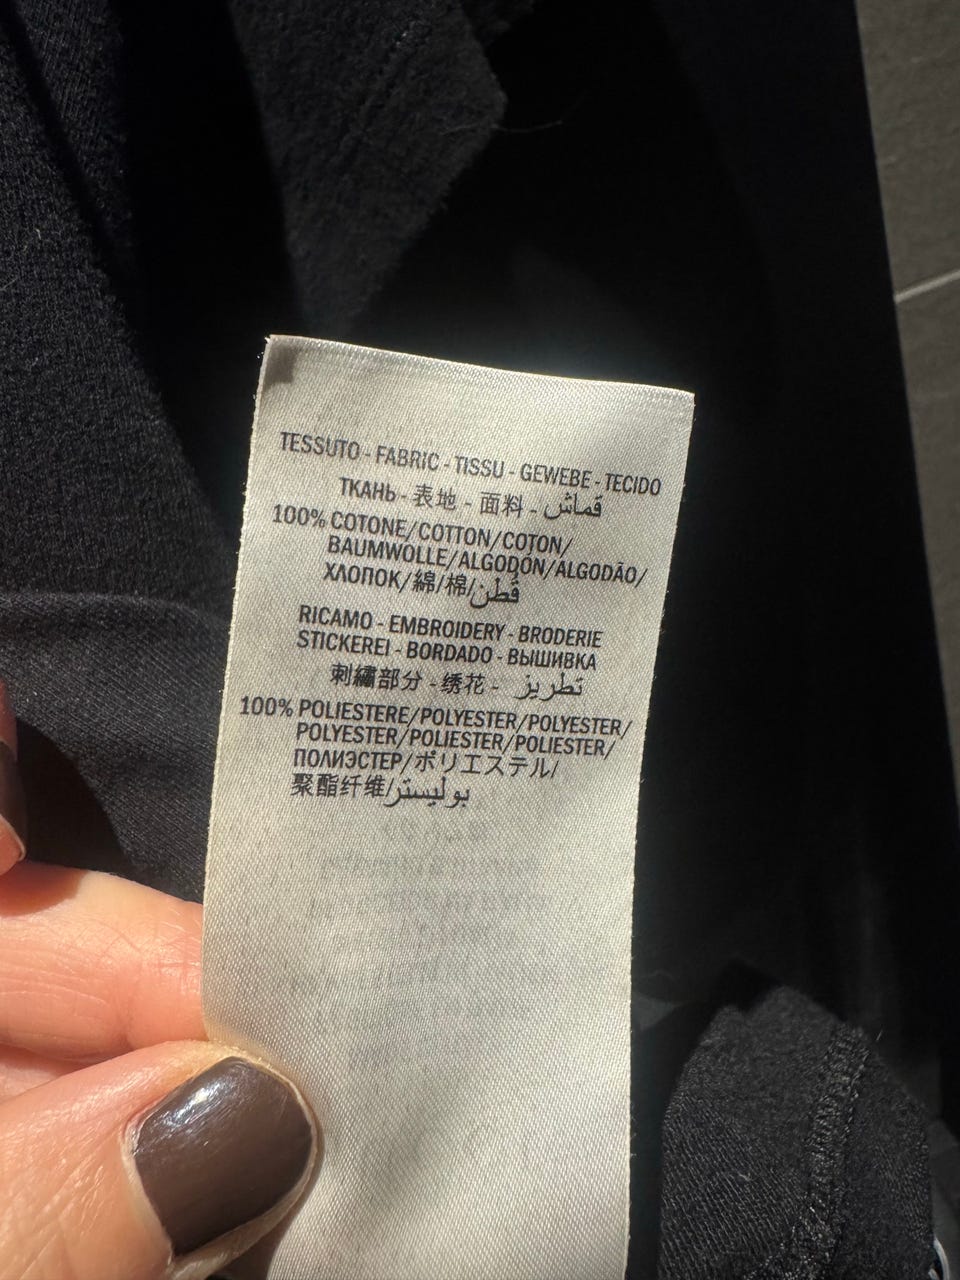 TESSUTO - FABRIC - TISSU - GEWEBE - TECIDO
ТКАНЬ - 表地 - 面料 - قماش
100% COTONE/COTTON/COTON/
BAUMWOLLE/ALGODÓN/ALGODÃO/
ХЛОПОК/綿/棉/قطن
RICAMO - EMBROIDERY - BRODERIE
STICKEREI - BORDADO - ВЫШИВКА
刺繍部分 - 绣花 - تطريز
100% POLIESTERE/POLYESTER/POLYESTER/
POLYESTER/POLIESTER/POLIESTER/
ПОЛИЭСТЕР/ポリエステル/
聚酯纤维/بوليستر